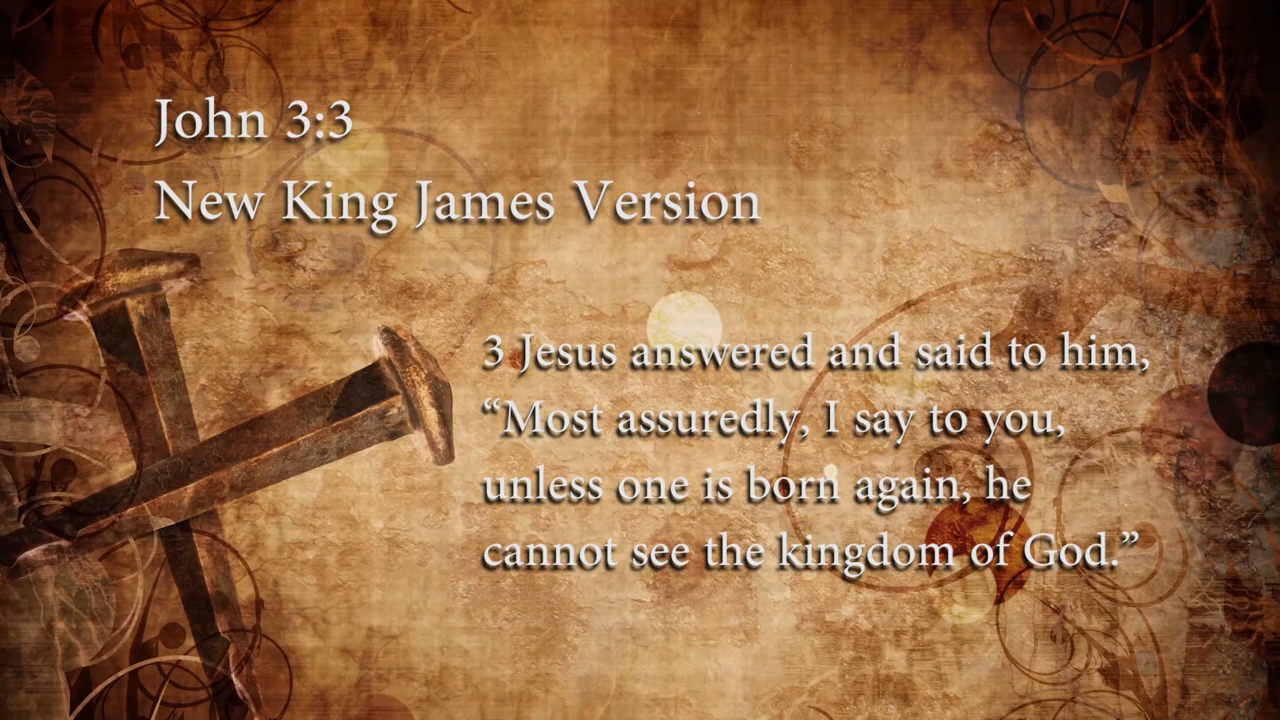 John 3:3
New King James Version
3 Jesus answered and said to him,
“Most assuredly, I say to you,
unless one is born again, he
cannot see the kingdom of God.”